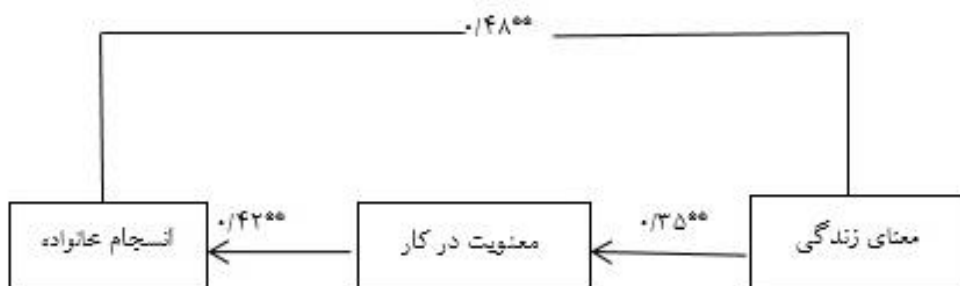 ۰/۴۸**
معنای زندگی
۰/۳۵**
معنویت در کار
۰/۴۲**
انسجام خانواده